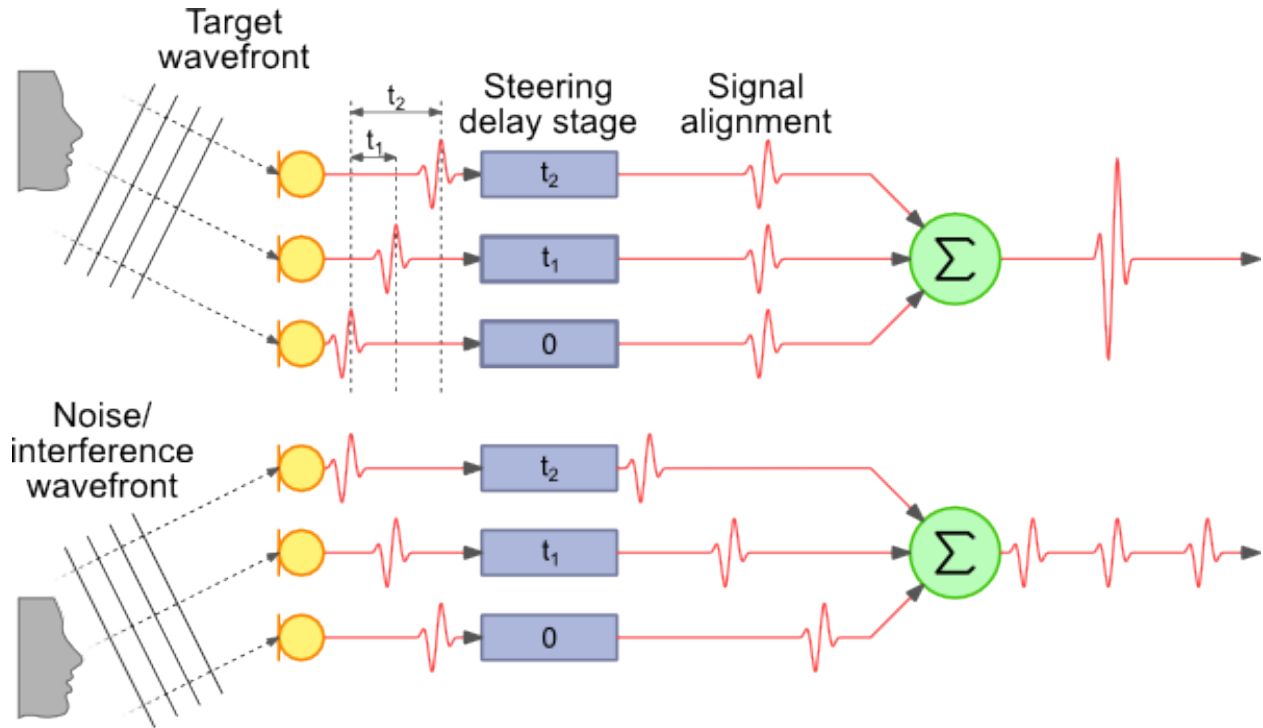 Target
wavefront
t₂
t₁
Steering
delay stage
Signal
alignment
t₂
t₁
0
Σ
Noise/
interference
wavefront
t₂
t₁
0
Σ